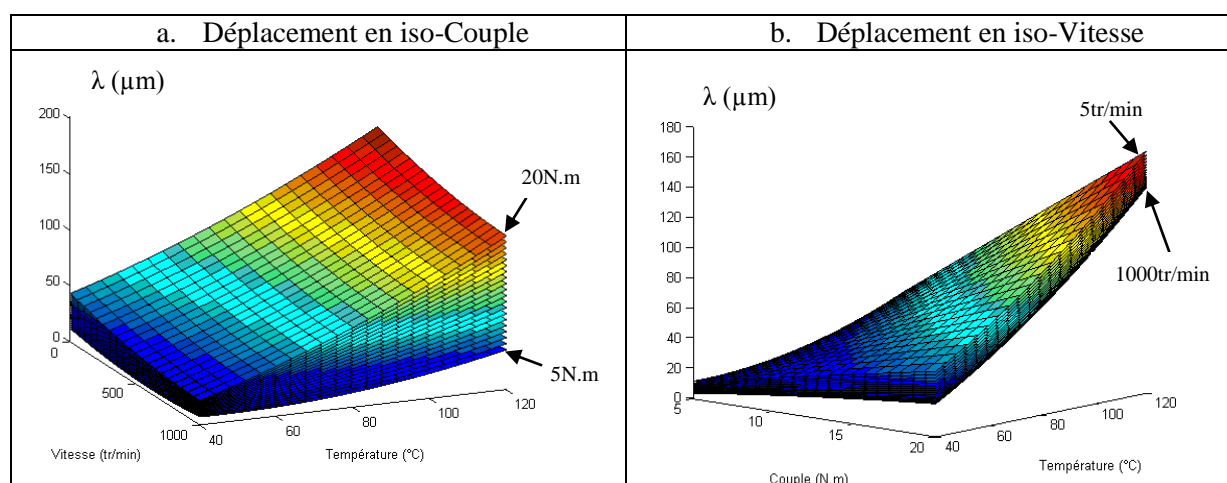 a. Déplacement en iso-Couple
b. Déplacement en iso-Vitesse
λ (µm)
200
150
100
50
0
0
500
1000
40
60
80
100
120
Vitesse (tr/min)
Température (°C)
20N.m
5N.m
λ (µm)
180
160
140
120
100
80
60
40
20
0
5
10
15
20
40
60
80
100
120
Couple (N.m)
Température (°C)
5tr/min
1000tr/min